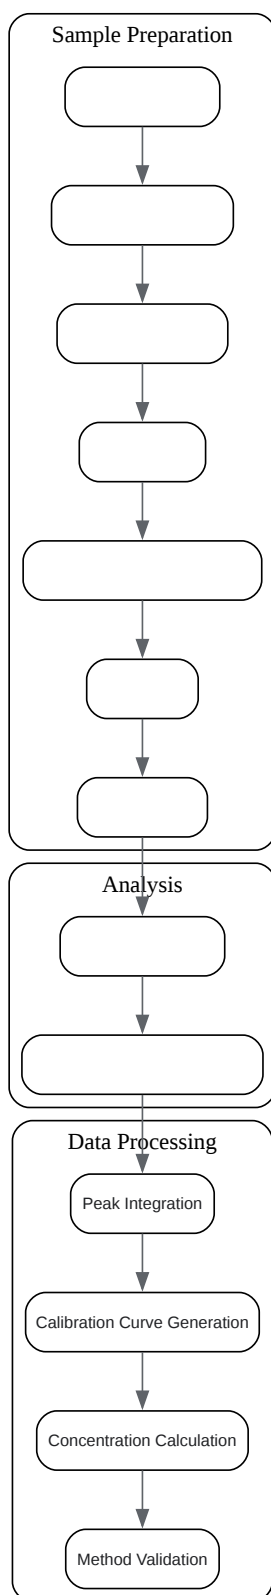 Sample Preparation
Analysis
Data Processing
Peak Integration
Calibration Curve Generation
Concentration Calculation
Method Validation